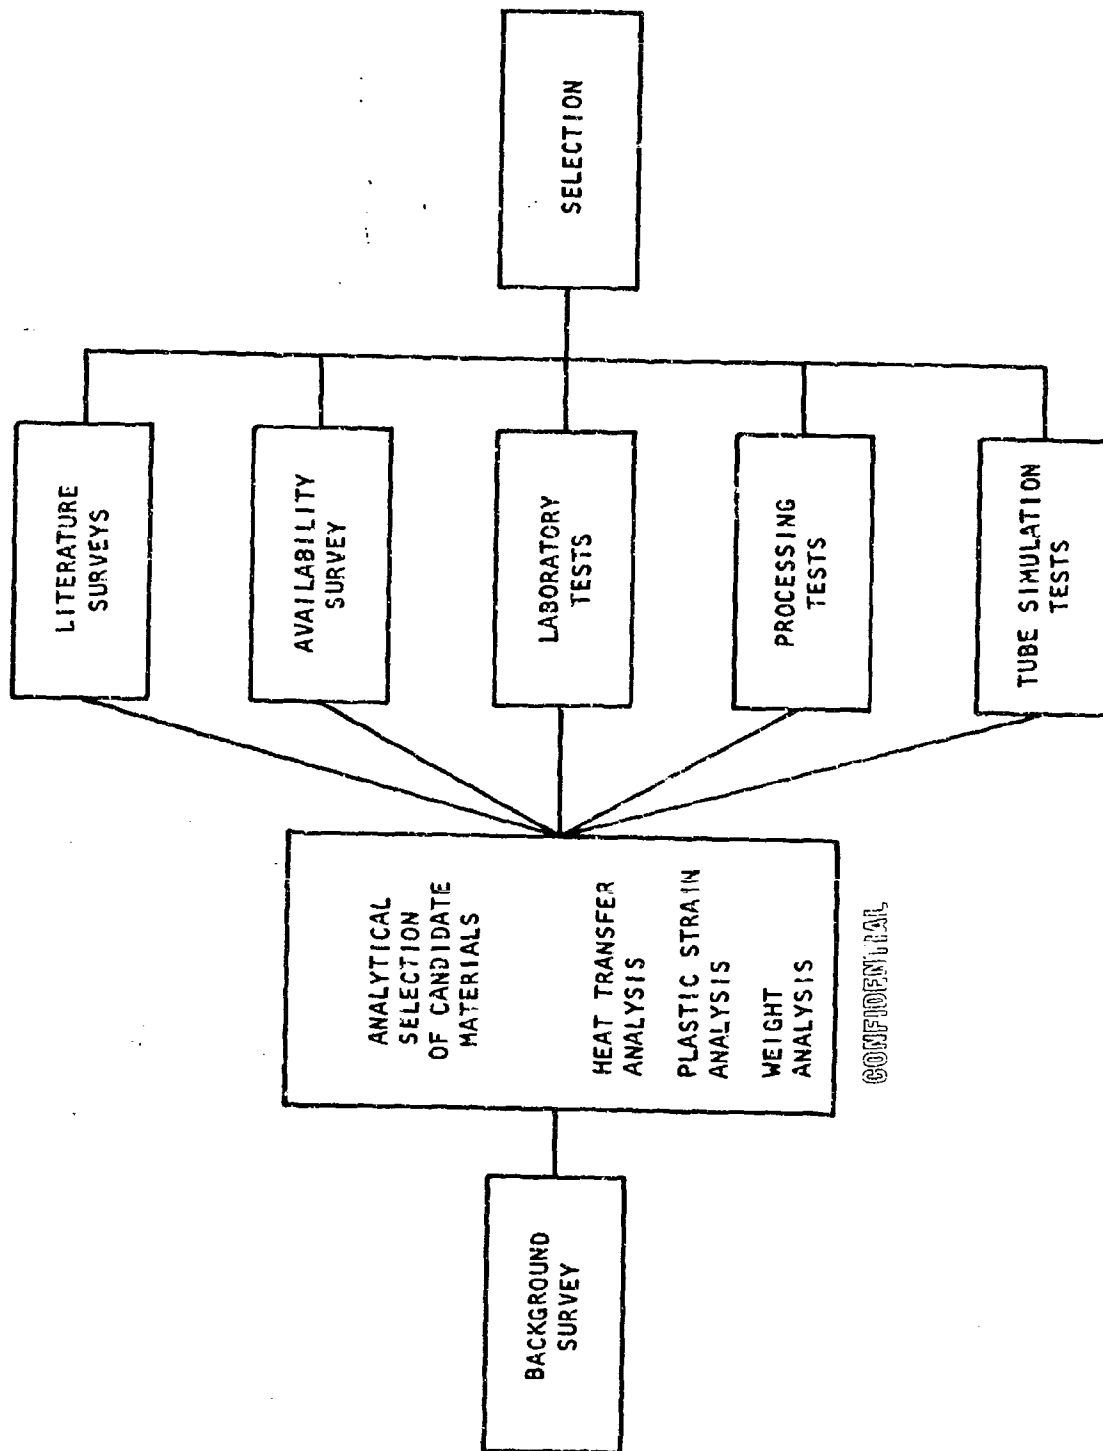 BACKGROUND
SURVEY
ANALYTICAL
SELECTION
OF CANDIDATE
MATERIALS
HEAT TRANSFER
ANALYSIS
PLASTIC STRAIN
ANALYSIS
WEIGHT
ANALYSIS
LITERATURE
SURVEYS
AVAILABILITY
SURVEY
LABORATORY
TESTS
PROCESSING
TESTS
TUBE SIMULATION
TESTS
SELECTION
CONFIDENTIAL